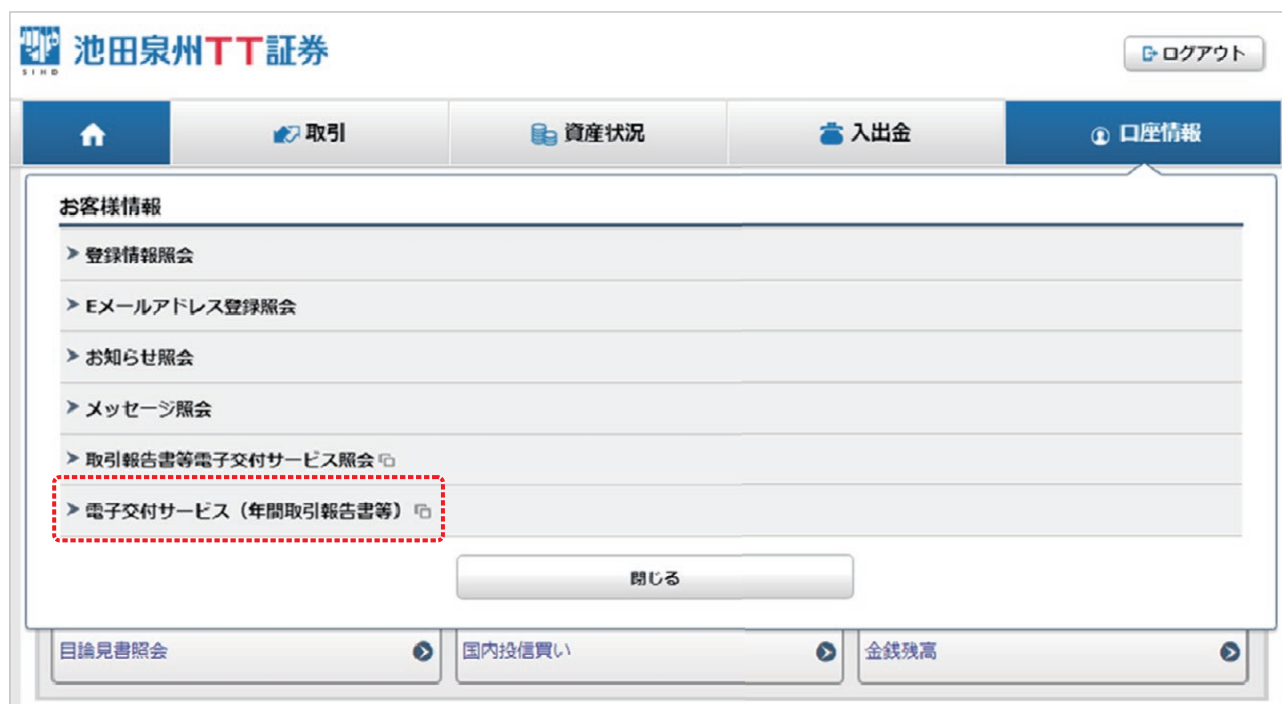 池田泉州TT証券
SIHD
ログアウト
取引
資産状況
入出金
口座情報
お客様情報
登録情報照会
Eメールアドレス登録照会
お知らせ照会
メッセージ照会
取引報告書等電子交付サービス照会
電子交付サービス（年間取引報告書等）
閉じる
目論見書照会
国内投信買い
金銭残高